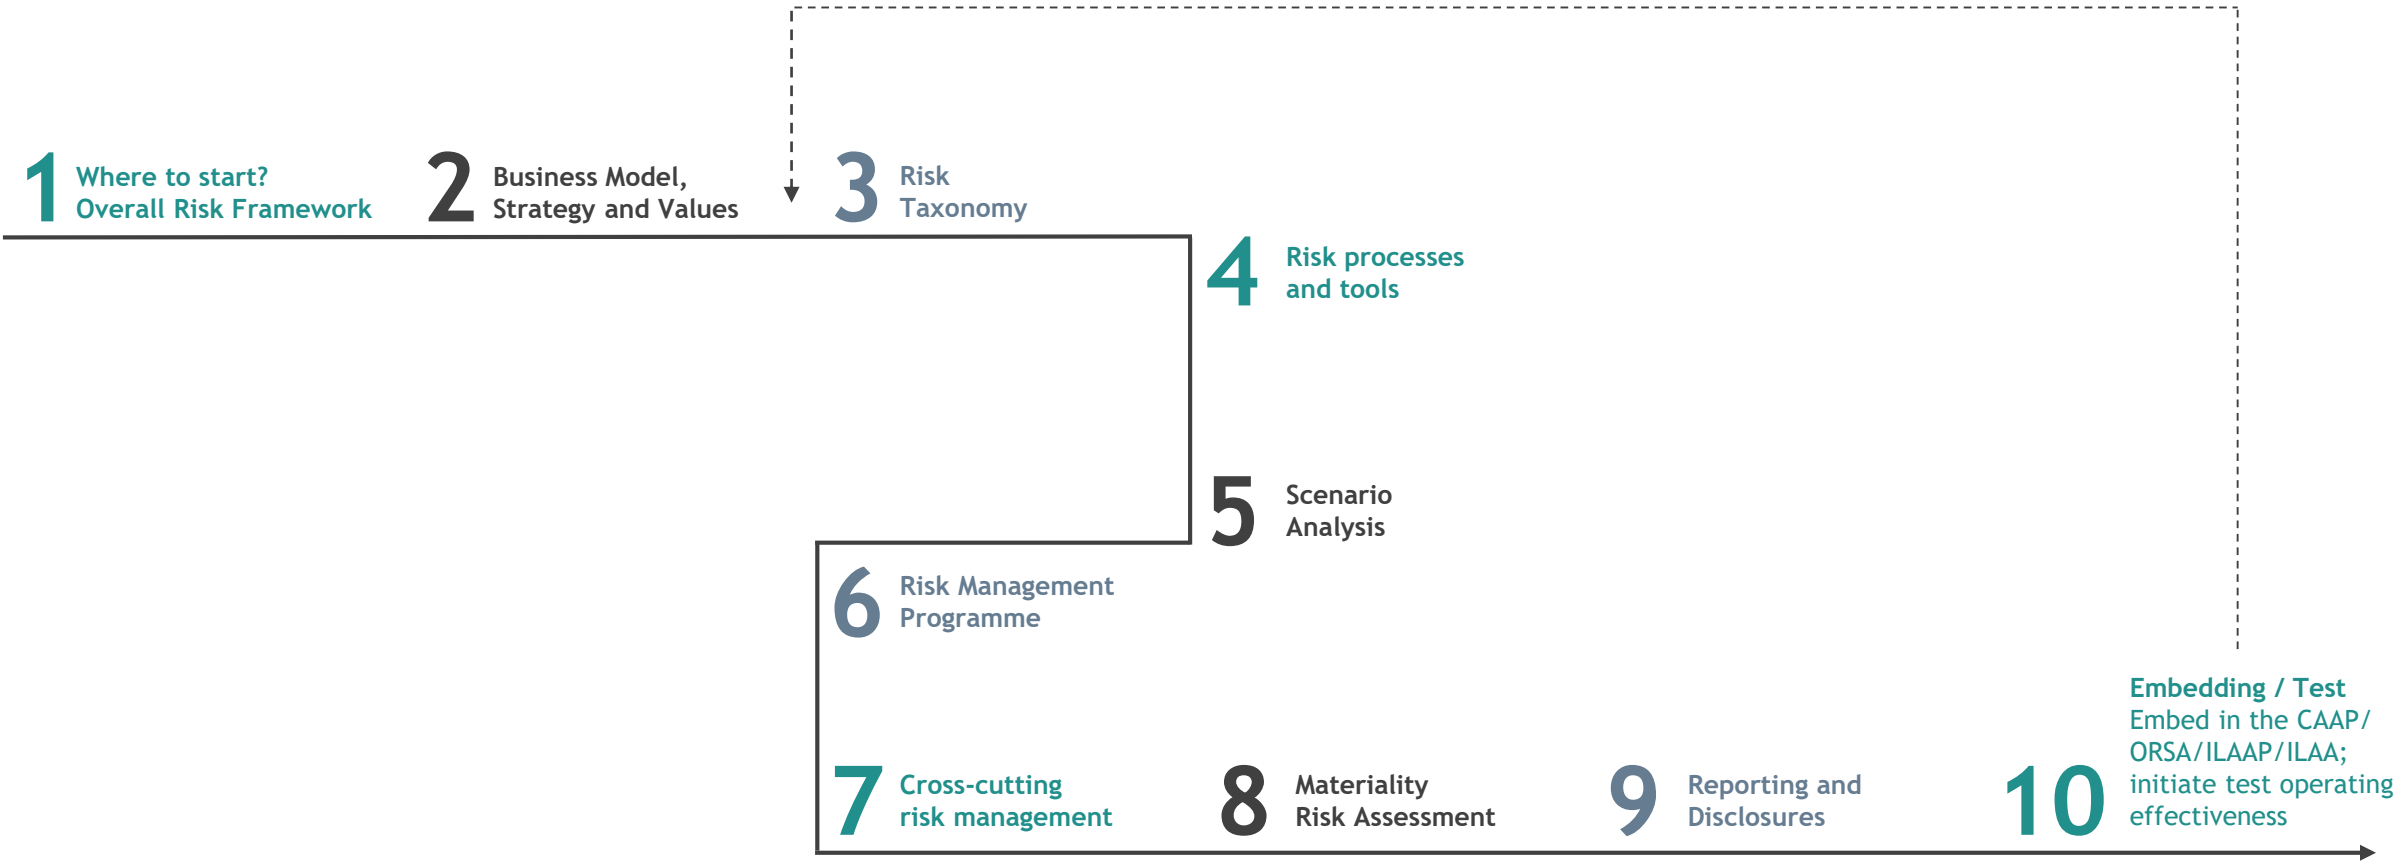 1
Where to start?
Overall Risk Framework
2
Business Model,
Strategy and Values
3
Risk
Taxonomy
4
Risk processes
and tools
5
Scenario
Analysis
6
Risk Management
Programme
7
Cross-cutting
risk management
8
Materiality
Risk Assessment
9
Reporting and
Disclosures
10
Embedding / Test
Embed in the CAAP/
ORSA/ILAAP/ILAA;
initiate test operating
effectiveness